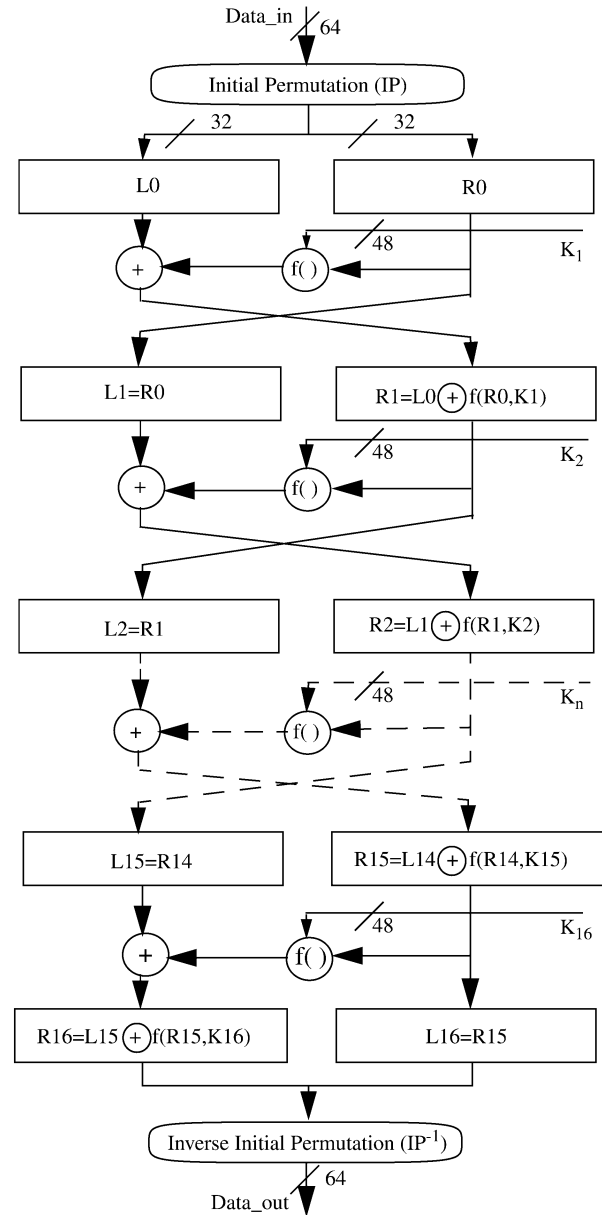 Data_in
64
Initial Permutation (IP)
32
32
L0
R0
48
K1
+
f( )
L1=R0
R1=L0 + f(R0,K1)
48
K2
+
f( )
L2=R1
R2=L1 + f(R1,K2)
48
Kn
+
f( )
L15=R14
R15=L14 + f(R14,K15)
48
K16
+
f( )
R16=L15 + f(R15,K16)
L16=R15
Inverse Initial Permutation (IP-1)
64
Data_out